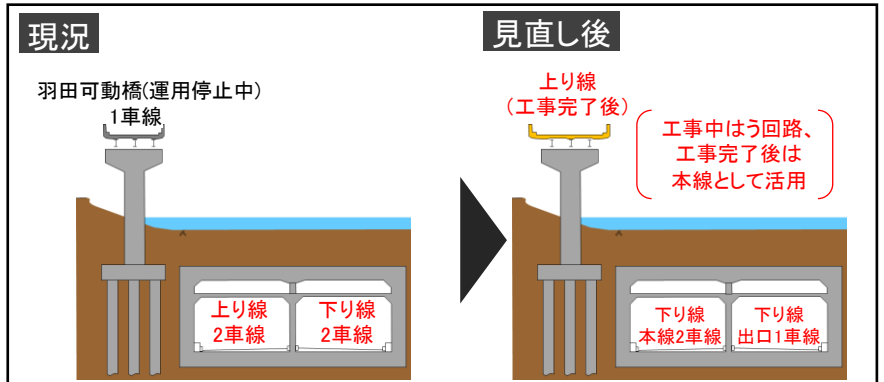 現況
羽田可動橋(運用停止中)
1車線
上り線
2車線
下り線
2車線
見直し後
上り線
(工事完了後)
工事中はう回路、
工事完了後は
本線として活用
下り線
本線2車線
下り線
出口1車線